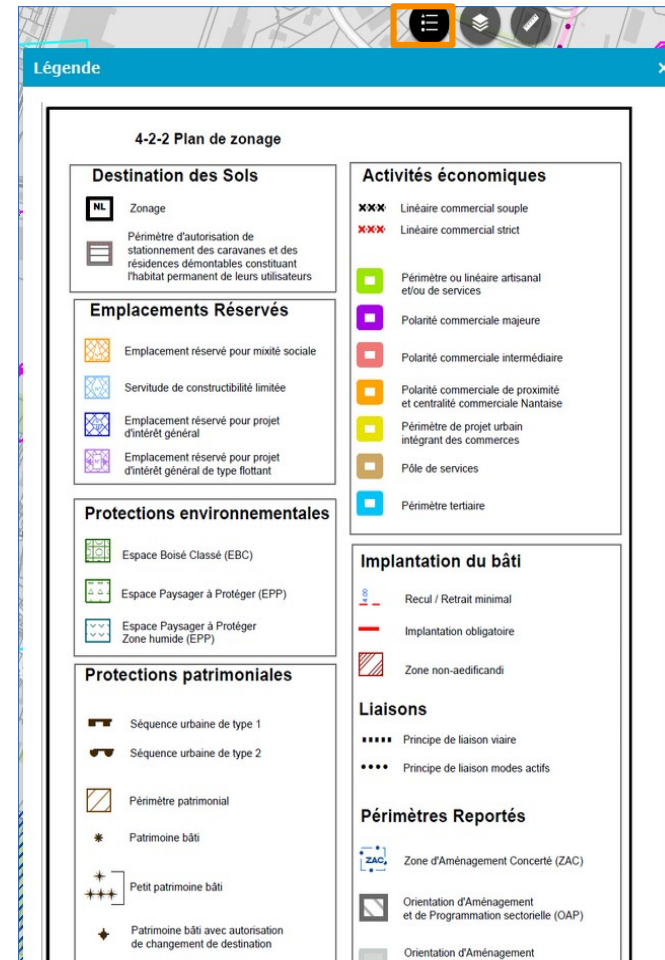 Légende
4-2-2 Plan de zonage
Destination des Sols
NL
Zonage
Périmètre d'autorisation de
stationnement des caravanes et des
résidences démontables constituant
l'habitat permanent de leurs utilisateurs
Emplacements Réservés
Emplacement réservé pour mixité sociale
Servitude de constructibilité limitée
Emplacement réservé pour projet
d'intérêt général
Emplacement réservé pour projet
d'intérêt général de type flottant
Protections environnementales
Espace Boisé Classé (EBC)
Espace Paysager à Protéger (EPP)
Espace Paysager à Protéger
Zone humide (EPP)
Protections patrimoniales
Séquence urbaine de type 1
Séquence urbaine de type 2
Périmètre patrimonial
Patrimoine bâti
Petit patrimoine bâti
Patrimoine bâti avec autorisation
de changement de destination
Activités économiques
Linéaire commercial souple
Linéaire commercial strict
Périmètre ou linéaire artisanal
et/ou de services
Polarité commerciale majeure
Polarité commerciale intermédiaire
Polarité commerciale de proximité
et centralité commerciale Nantaise
Périmètre de projet urbain
intégrant des commerces
Pôle de services
Périmètre tertiaire
Implantation du bâti
4.00
Recul / Retrait minimal
Implantation obligatoire
Zone non-aedificandi
Liaisons
Principe de liaison viaire
Principe de liaison modes actifs
Périmètres Reportés
ZAC
Zone d'Aménagement Concerté (ZAC)
Orientation d'Aménagement
et de Programmation sectorielle (OAP)
Orientation d'Aménagement